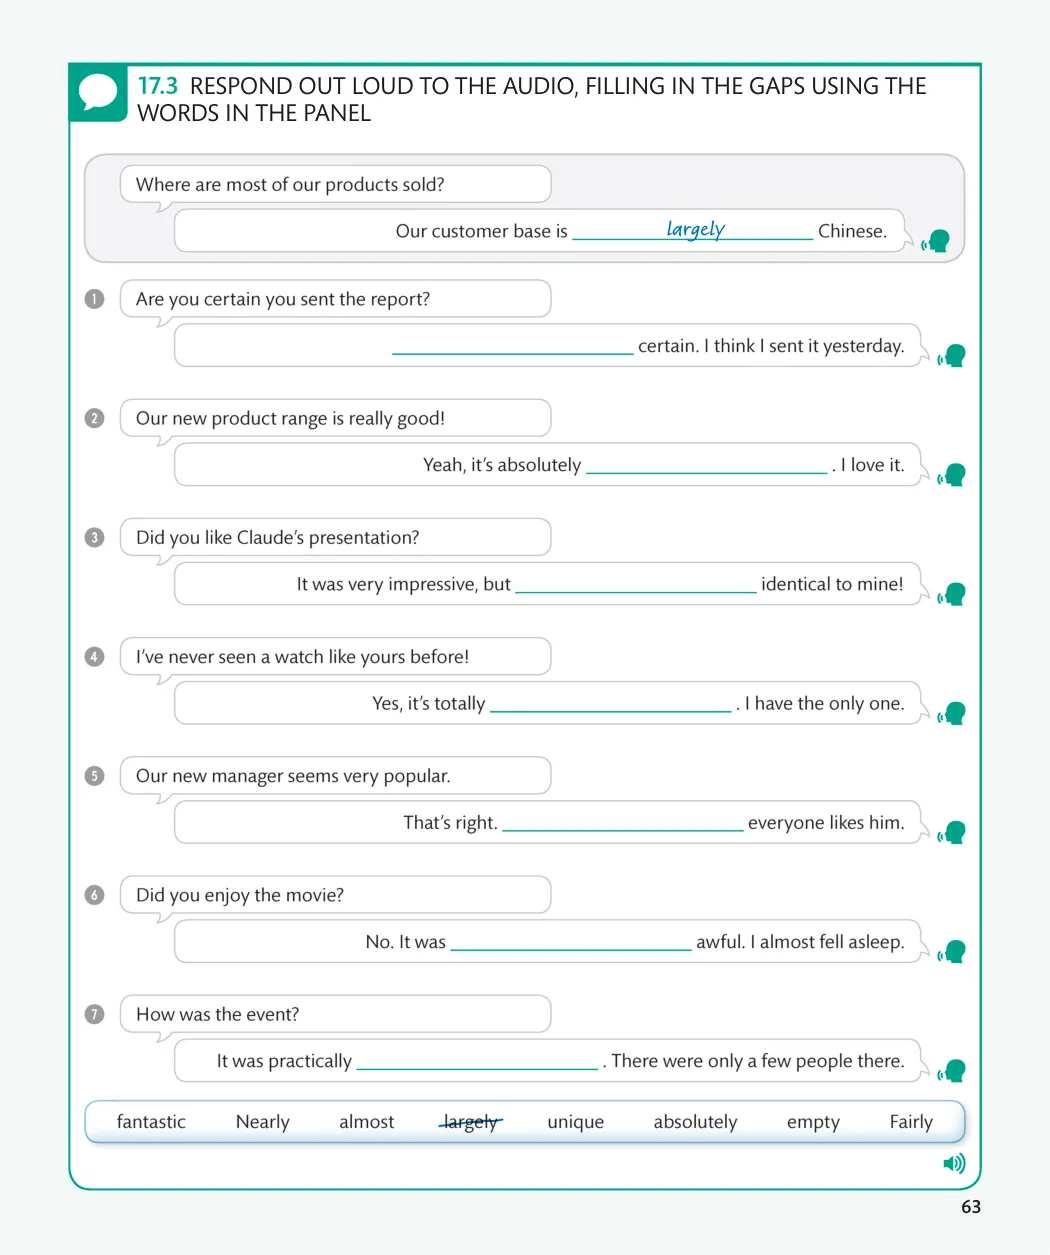 17.3 RESPOND OUT LOUD TO THE AUDIO, FILLING IN THE GAPS USING THE
WORDS IN THE PANEL
Where are most of our products sold?
Our customer base is largely Chinese.
1 Are you certain you sent the report?
certain. I think I sent it yesterday.
2 Our new product range is really good!
Yeah, it's absolutely . I love it.
3 Did you like Claude's presentation?
It was very impressive, but identical to mine!
4 I've never seen a watch like yours before!
Yes, it's totally . I have the only one.
5 Our new manager seems very popular.
That's right. everyone likes him.
6 Did you enjoy the movie?
No. It was awful. I almost fell asleep.
7 How was the event?
It was practically . There were only a few people there.
fantastic Nearly almost largely unique absolutely empty Fairly
63